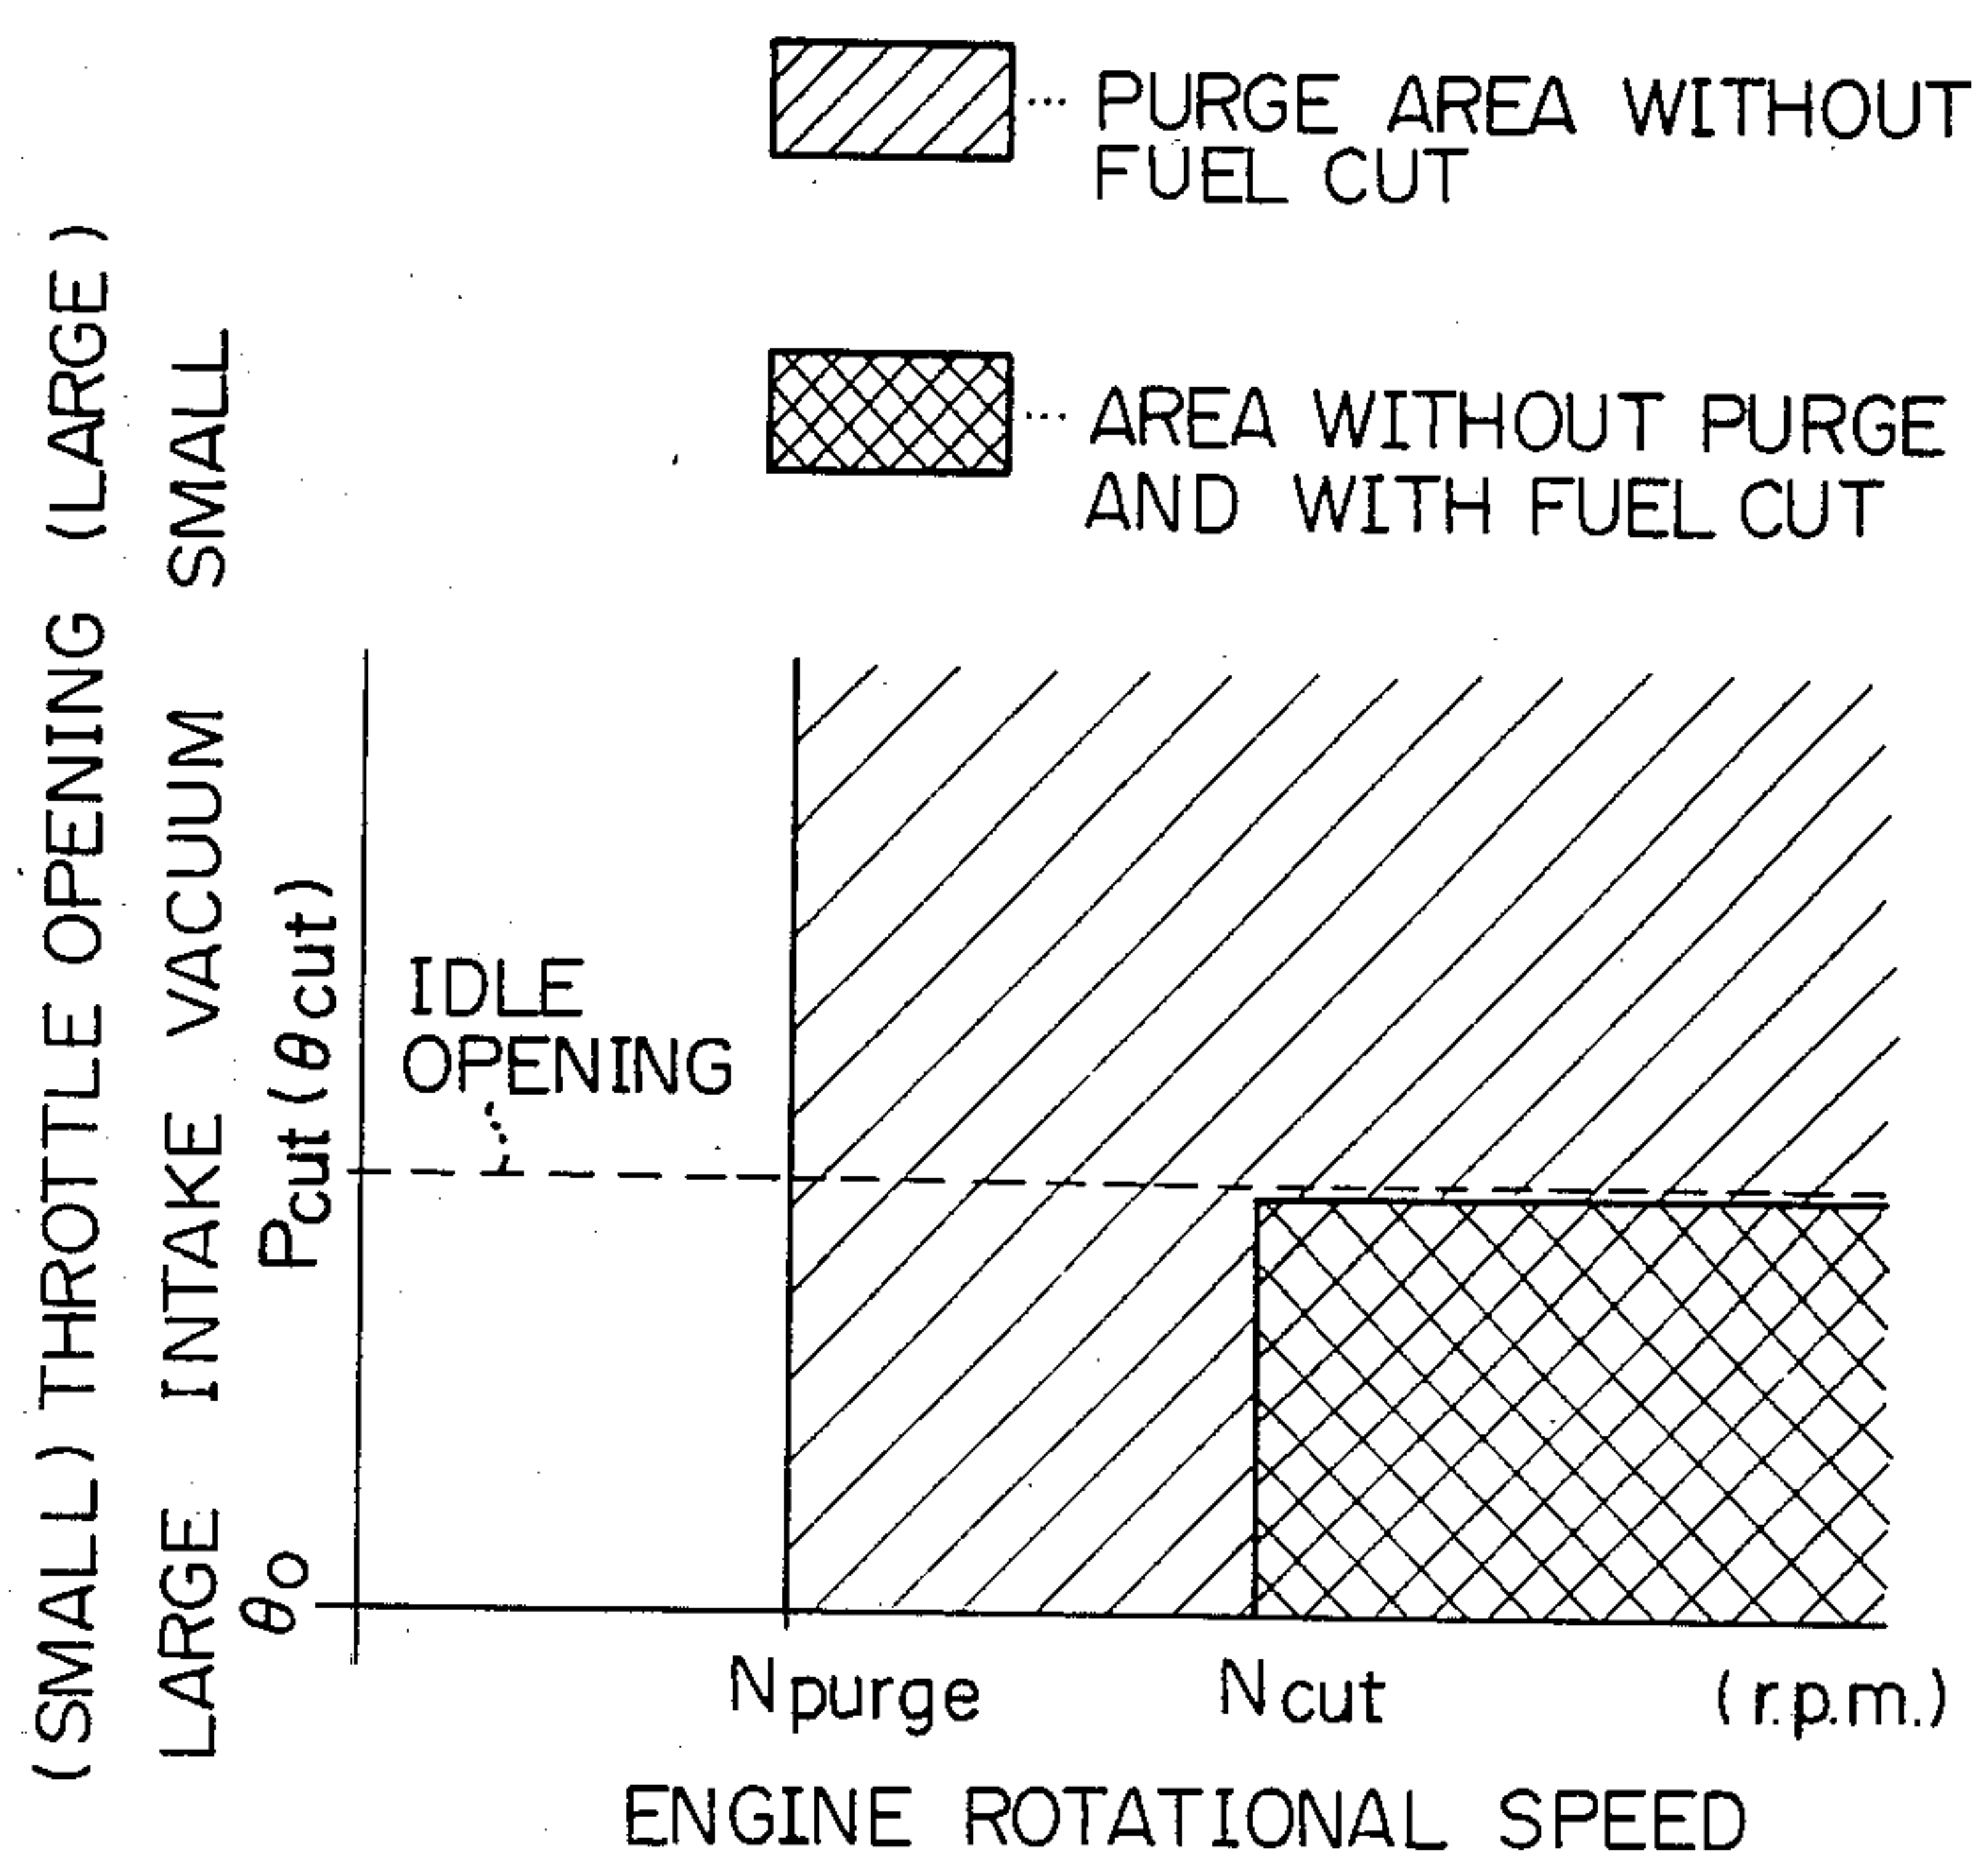 ... PURGE AREA WITHOUT
FUEL CUT
... AREA WITHOUT PURGE
AND WITH FUEL CUT
(SMALL) THROTTLE OPENING (LARGE)
LARGE INTAKE VACUUM SMALL
Pcut (θcut)
IDLE
OPENING
θo
Npurge Ncut (r.p.m.)
ENGINE ROTATIONAL SPEED